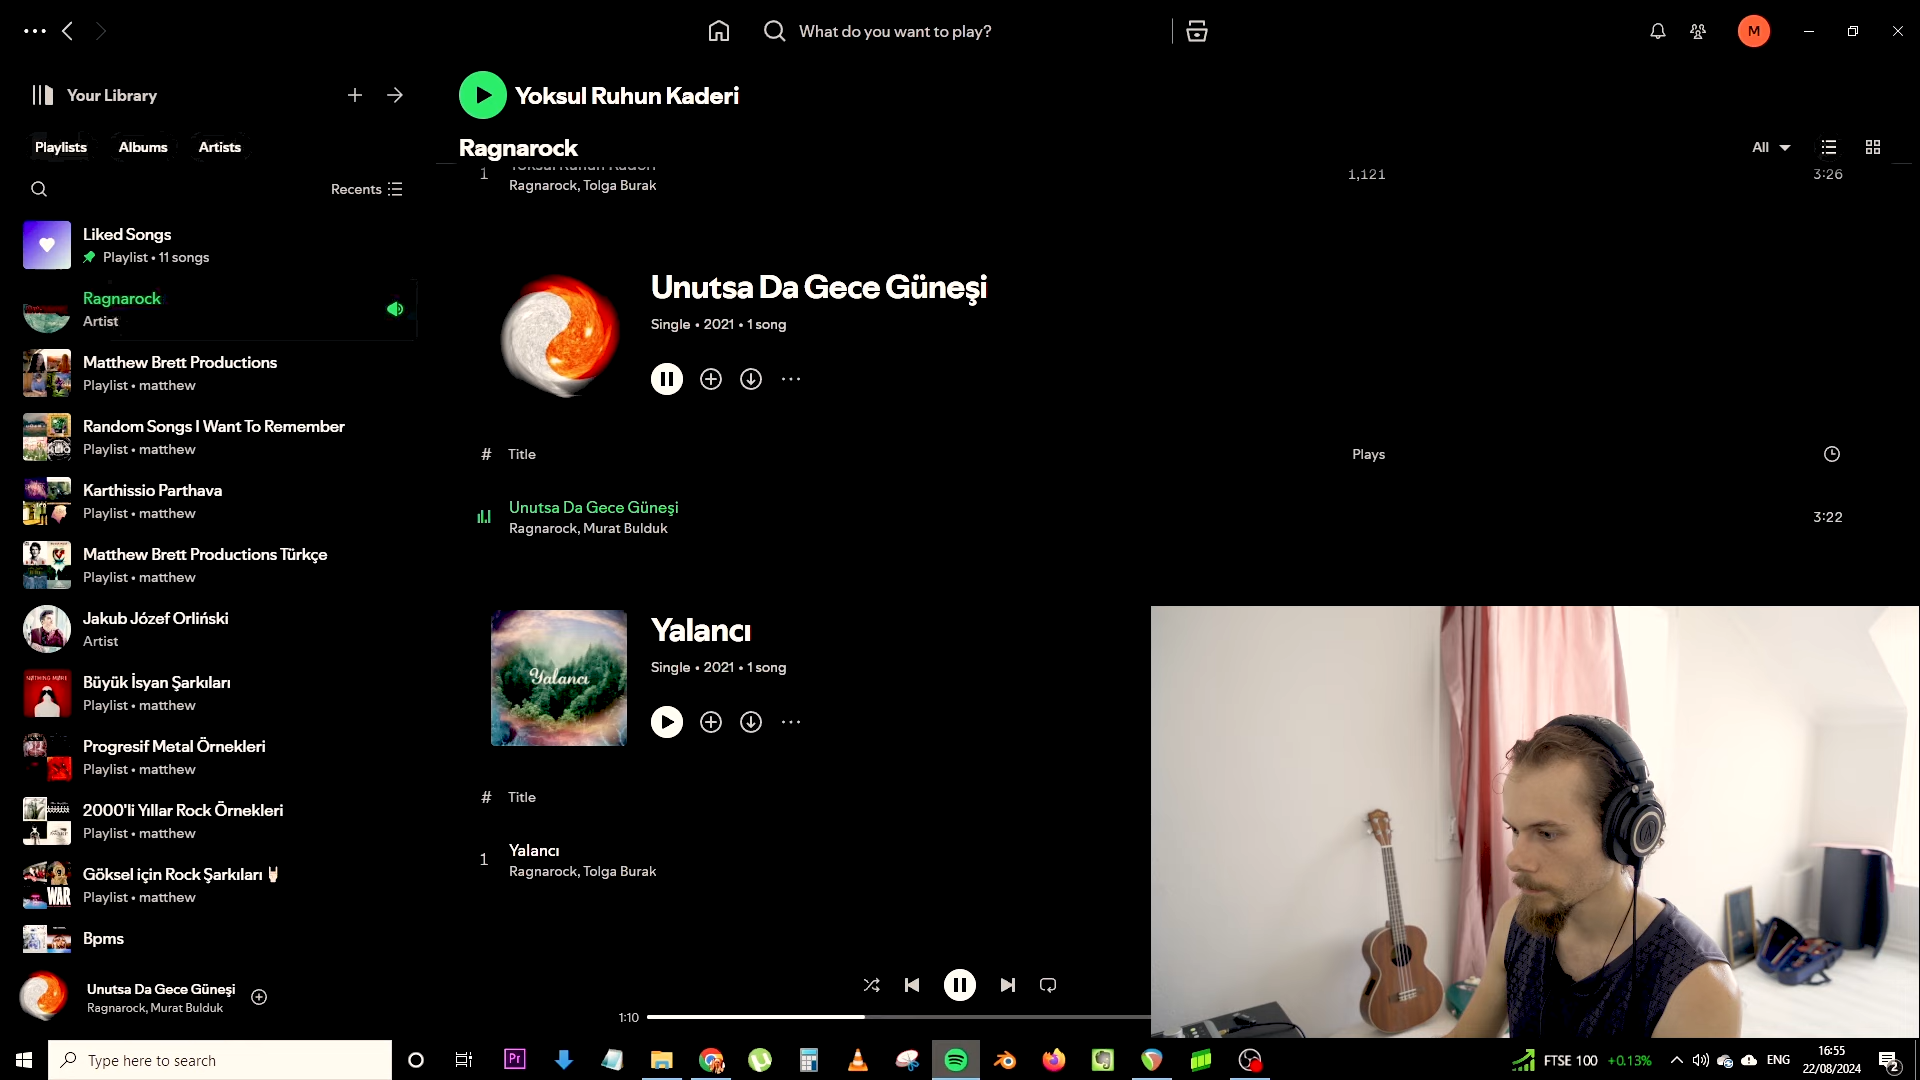 What do you want to play?
M
Your Library
Playlists
Albums
Artists
Recents
Liked Songs
Playlist • 11 songs
Ragnarock
Artist
Matthew Brett Productions
Playlist • matthew
Random Songs I Want To Remember
Playlist • matthew
Karthissio Parthava
Playlist • matthew
Matthew Brett Productions Türkçe
Playlist • matthew
Jakub Józef Orliński
Artist
Büyük İsyan Şarkıları
Playlist • matthew
Progresif Metal Örnekleri
Playlist • matthew
2000'li Yıllar Rock Örnekleri
Playlist • matthew
Göksel için Rock Şarkıları 🤘🏻
Playlist • matthew
Bpms
Unutsa Da Gece Güneşi
Ragnarock, Murat Bulduk
Yoksul Ruhun Kaderi
Ragnarock
All
1 Yoksul Ruhun Kaderi 1,121 3:26
Ragnarock, Tolga Burak
Unutsa Da Gece Güneşi
Single • 2021 • 1 song
# Title Plays
Unutsa Da Gece Güneşi 3:22
Ragnarock, Murat Bulduk
Yalancı
Yalancı
Single • 2021 • 1 song
# Title
1 Yalancı
Ragnarock, Tolga Burak
1:10
Type here to search
Pr
FTSE 100 +0.13%
ENG
16:55
22/08/2024
2